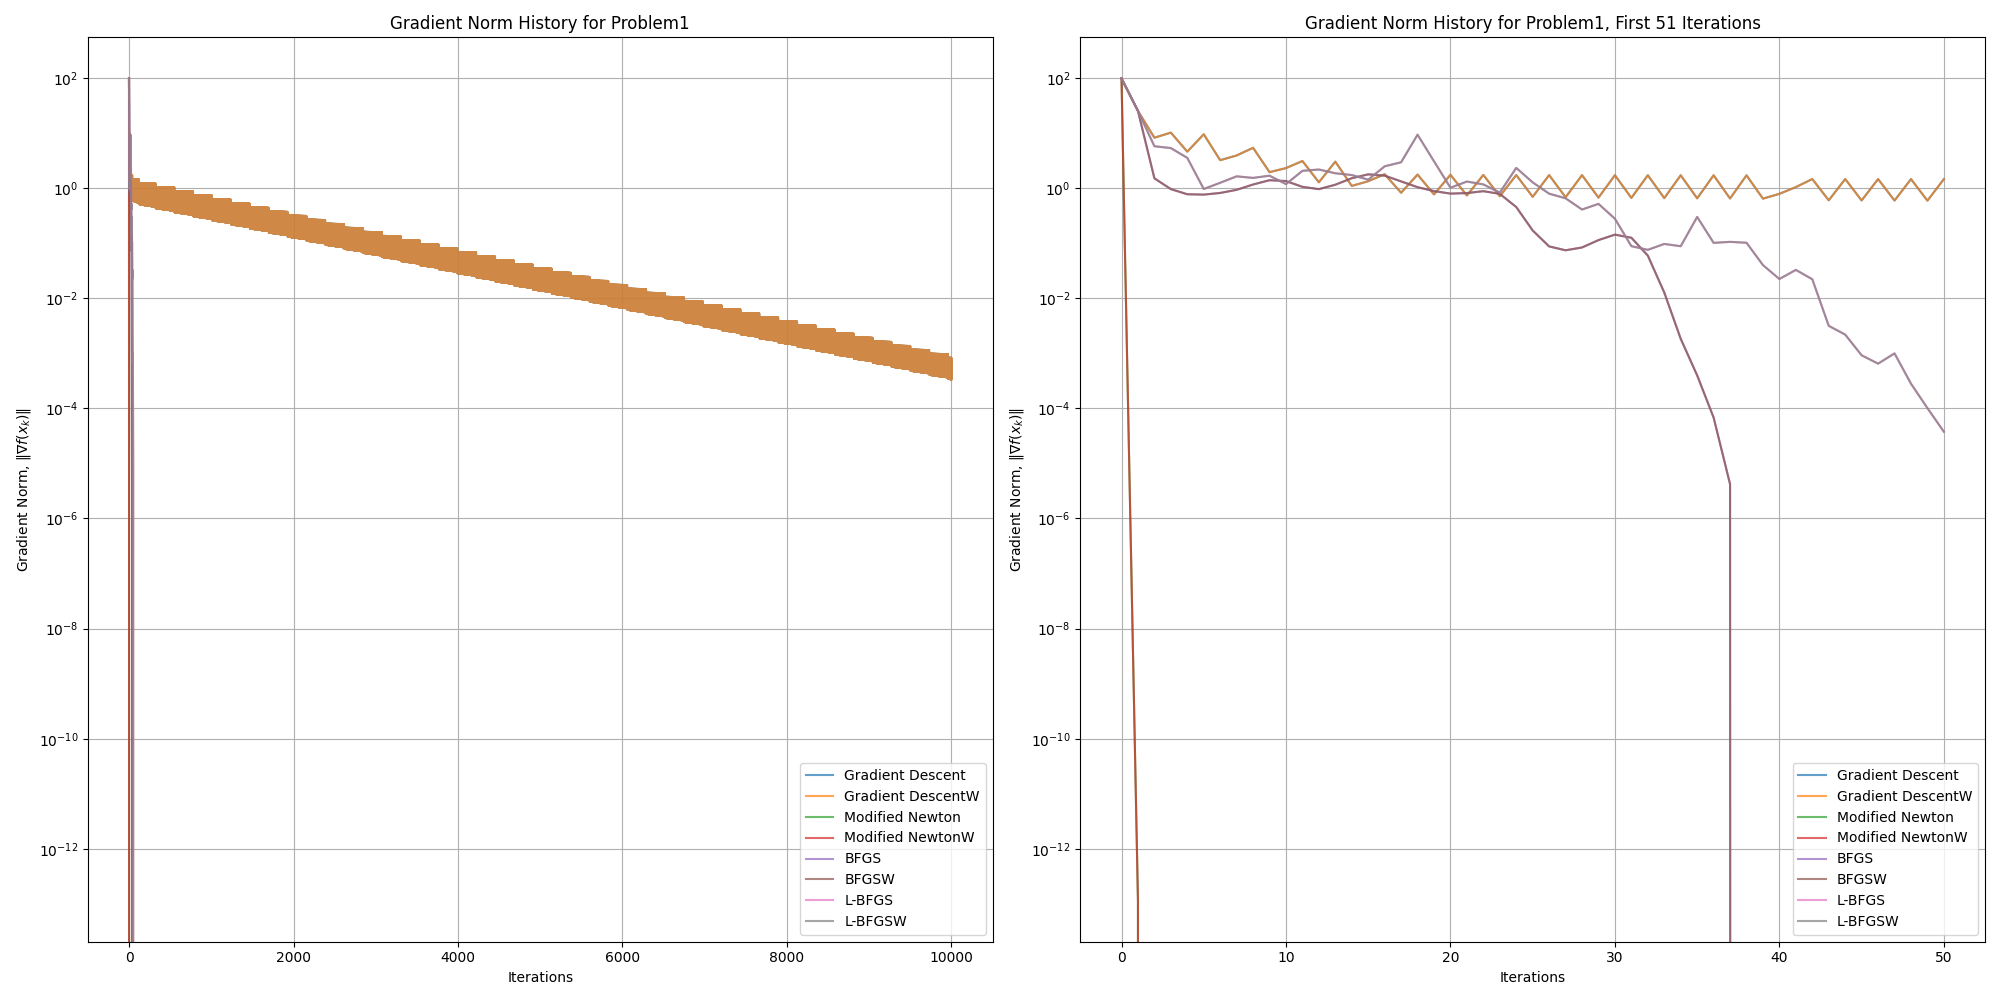 Gradient Norm History for Problem1
Gradient Norm, ‖∇f(x_k)‖
10^2
10^0
10^−2
10^−4
10^−6
10^−8
10^−10
10^−12
0
2000
4000
6000
8000
10000
Iterations
Gradient Descent
Gradient DescentW
Modified Newton
Modified NewtonW
BFGS
BFGSW
L-BFGS
L-BFGSW
Gradient Norm History for Problem1, First 51 Iterations
Gradient Norm, ‖∇f(x_k)‖
10^2
10^0
10^−2
10^−4
10^−6
10^−8
10^−10
10^−12
0
10
20
30
40
50
Iterations
Gradient Descent
Gradient DescentW
Modified Newton
Modified NewtonW
BFGS
BFGSW
L-BFGS
L-BFGSW